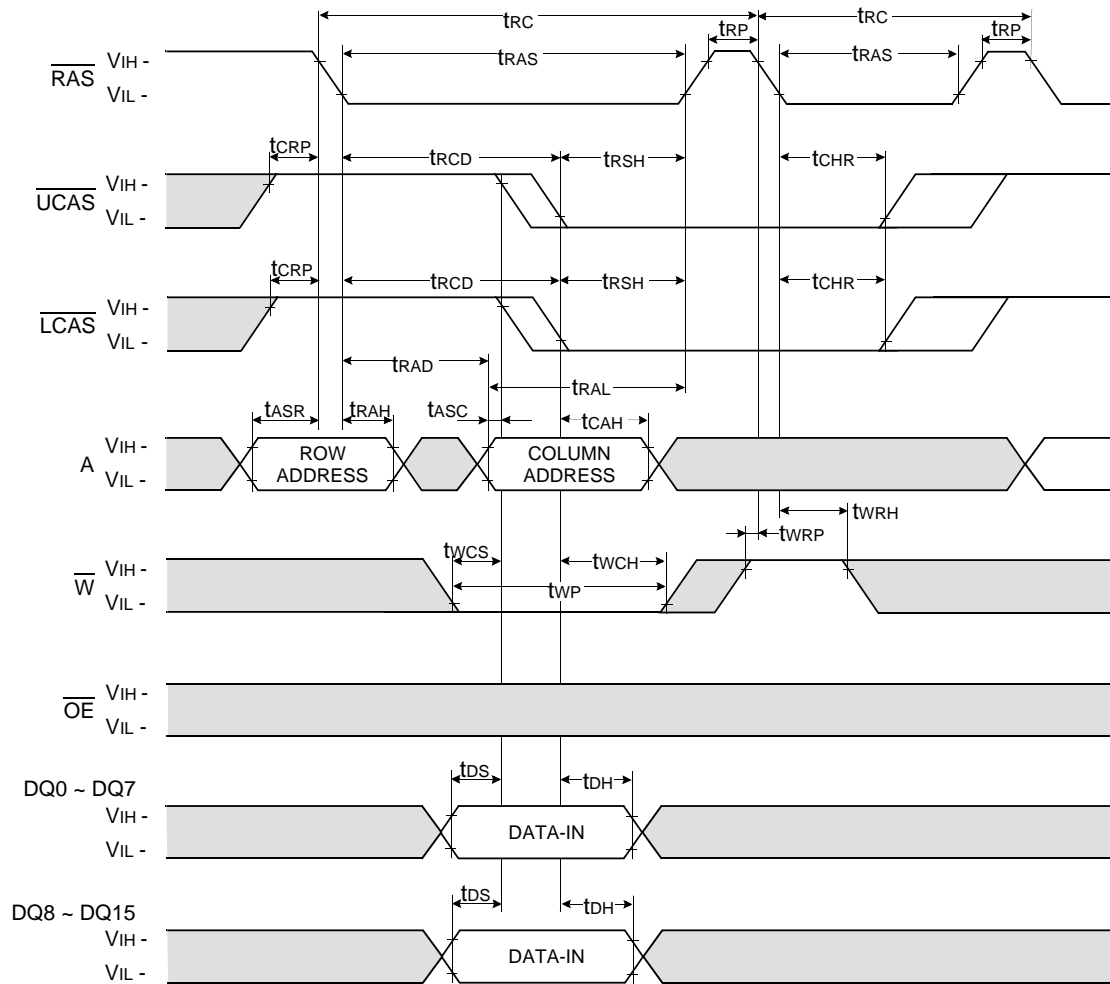 tRC tRC
tRP tRP
tRAS tRAS
RAS VIH -
VIL -
tCRP tRCD tRSH tCHR
UCAS VIH -
VIL -
tCRP tRCD tRSH tCHR
LCAS VIH -
VIL -
tRAD
tRAL
tASR tRAH tASC tCAH
A VIH -
VIL -
ROW
ADDRESS
COLUMN
ADDRESS
tWRH
tWRP
tWCS tWCH
tWP
W VIH -
VIL -
OE VIH -
VIL -
tDS tDH
DQ0 ~ DQ7
VIH -
VIL -
DATA-IN
tDS tDH
DQ8 ~ DQ15
VIH -
VIL -
DATA-IN